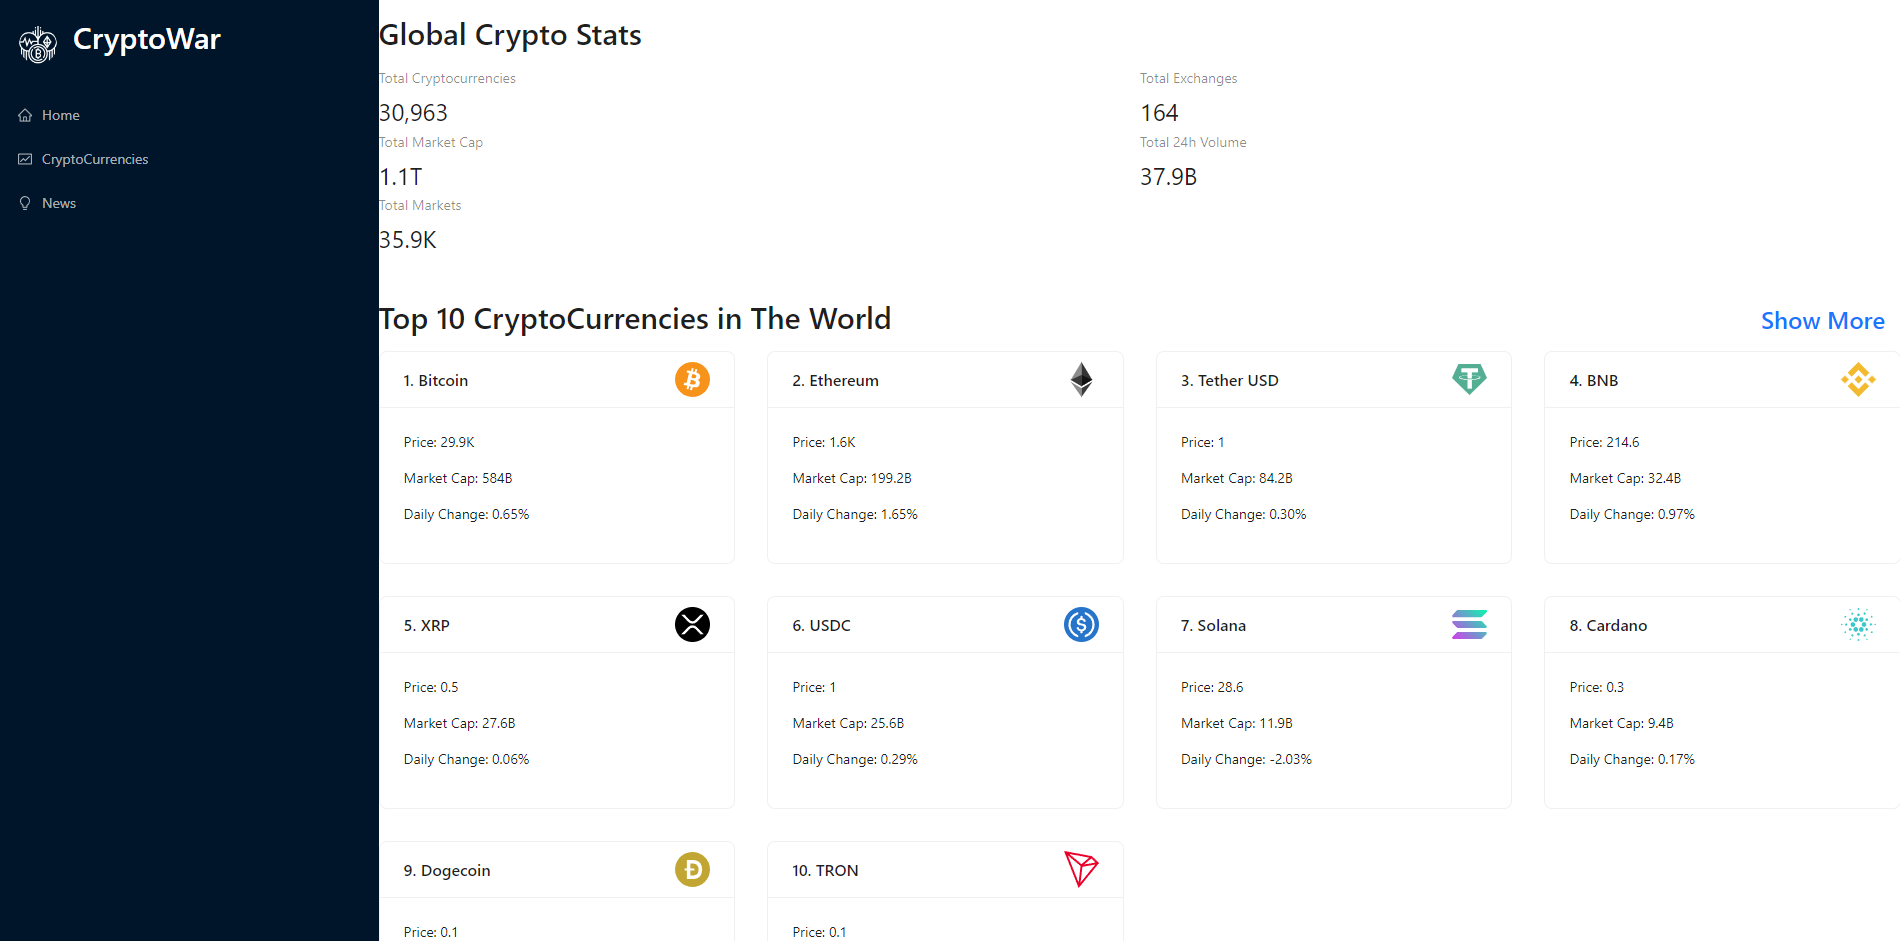 CryptoWar
Home
CryptoCurrencies
News
Global Crypto Stats
Total Cryptocurrencies
30,963
Total Exchanges
164
Total Market Cap
1.1T
Total 24h Volume
37.9B
Total Markets
35.9K
Top 10 CryptoCurrencies in The World
Show More
1. Bitcoin
Price: 29.9K
Market Cap: 584B
Daily Change: 0.65%
2. Ethereum
Price: 1.6K
Market Cap: 199.2B
Daily Change: 1.65%
3. Tether USD
Price: 1
Market Cap: 84.2B
Daily Change: 0.30%
4. BNB
Price: 214.6
Market Cap: 32.4B
Daily Change: 0.97%
5. XRP
Price: 0.5
Market Cap: 27.6B
Daily Change: 0.06%
6. USDC
Price: 1
Market Cap: 25.6B
Daily Change: 0.29%
7. Solana
Price: 28.6
Market Cap: 11.9B
Daily Change: -2.03%
8. Cardano
Price: 0.3
Market Cap: 9.4B
Daily Change: 0.17%
9. Dogecoin
Price: 0.1
10. TRON
Price: 0.1